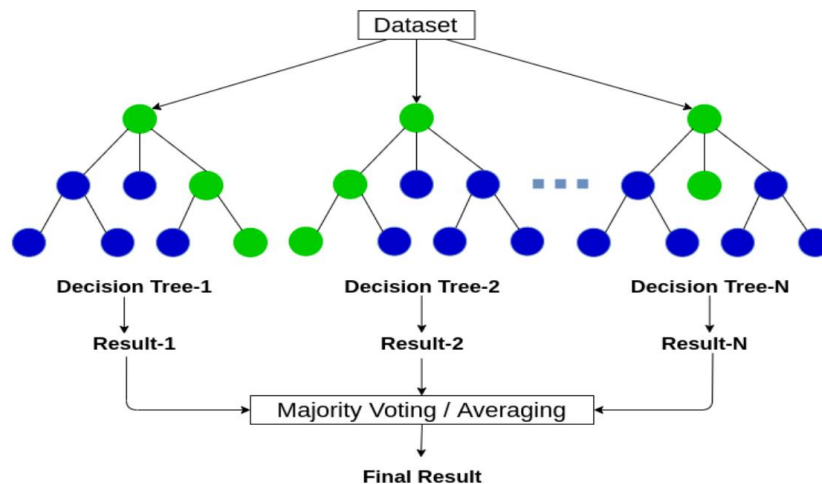 Dataset
Decision Tree-1
Decision Tree-2
Decision Tree-N
Result-1
Result-2
Result-N
Majority Voting / Averaging
Final Result